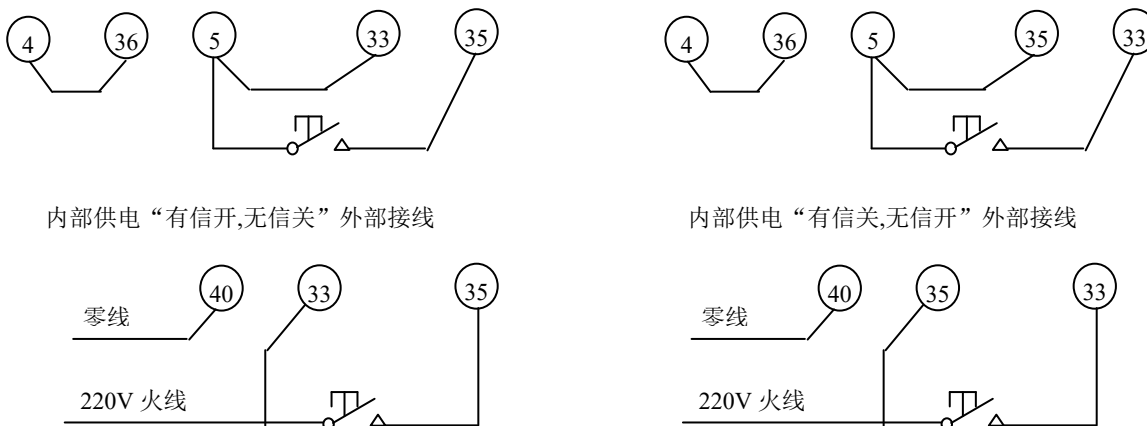 4 36 5 33 35 4 36 5 35 33
内部供电“有信开,无信关”外部接线 内部供电“有信关,无信开”外部接线
40 33 35 40 35 33
零线 零线
220V 火线 220V 火线